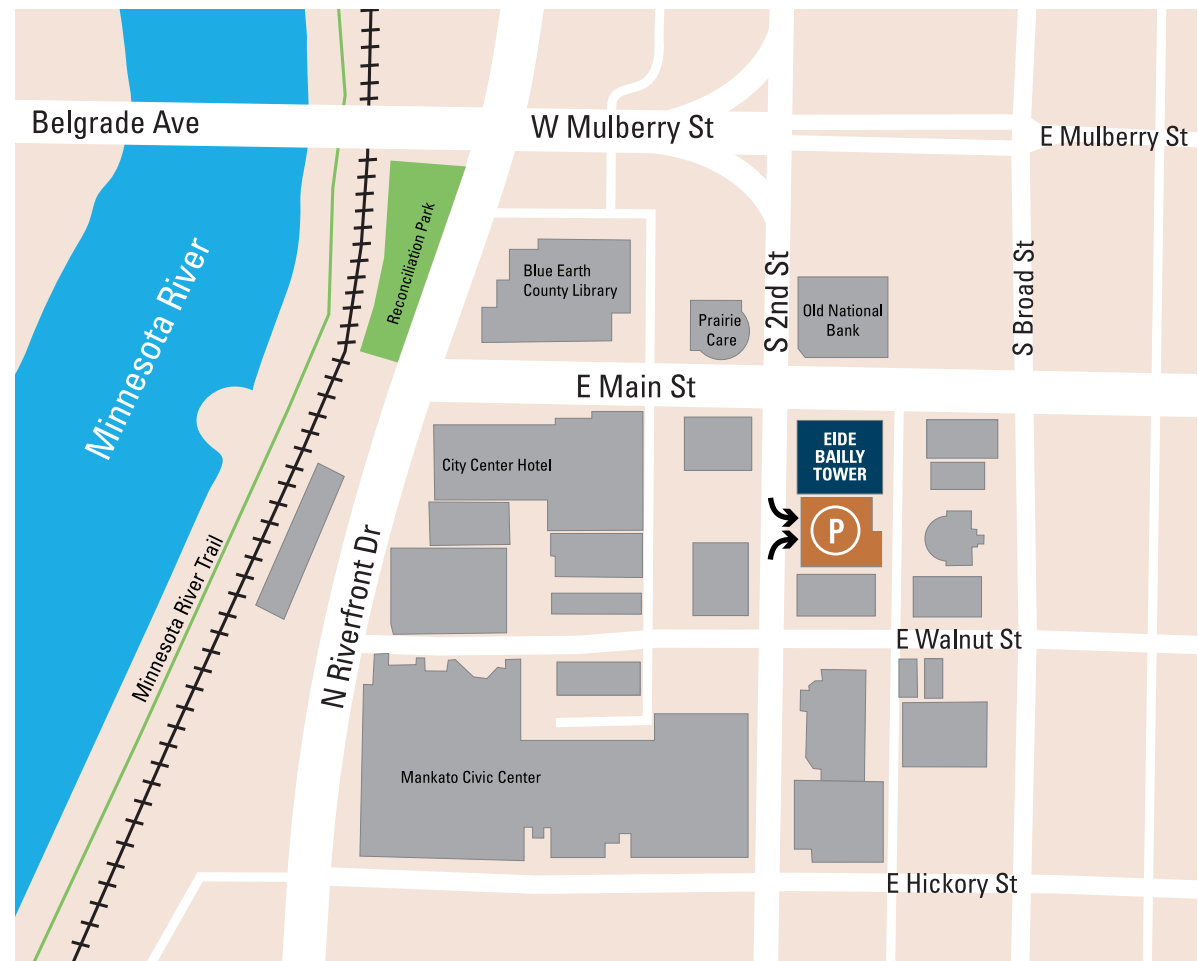 Belgrade Ave
W Mulberry St
E Mulberry St
Minnesota River
Reconciliation Park
Blue Earth
County Library
Prairie
Care
S 2nd St
Old National
Bank
S Broad St
E Main St
City Center Hotel
EIDE
BAILLY
TOWER
P
Minnesota River Trail
N Riverfront Dr
E Walnut St
Mankato Civic Center
E Hickory St